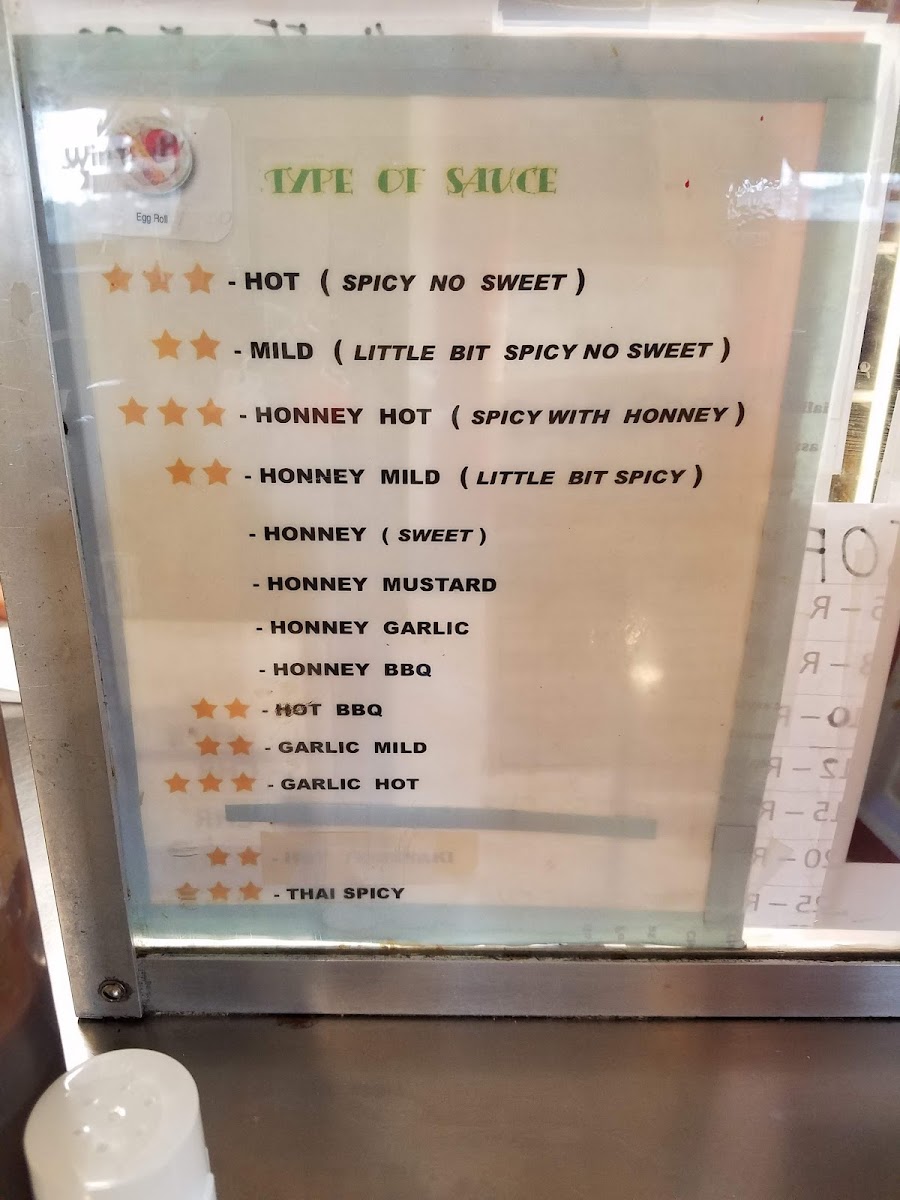 Egg Roll
TYPE OF SAUCE
- HOT ( SPICY NO SWEET )
- MILD ( LITTLE BIT SPICY NO SWEET )
- HONNEY HOT ( SPICY WITH HONNEY )
- HONNEY MILD ( LITTLE BIT SPICY )
- HONNEY ( SWEET )
- HONNEY MUSTARD
- HONNEY GARLIC
- HONNEY BBQ
- HOT BBQ
- GARLIC MILD
- GARLIC HOT
- THAI SPICY